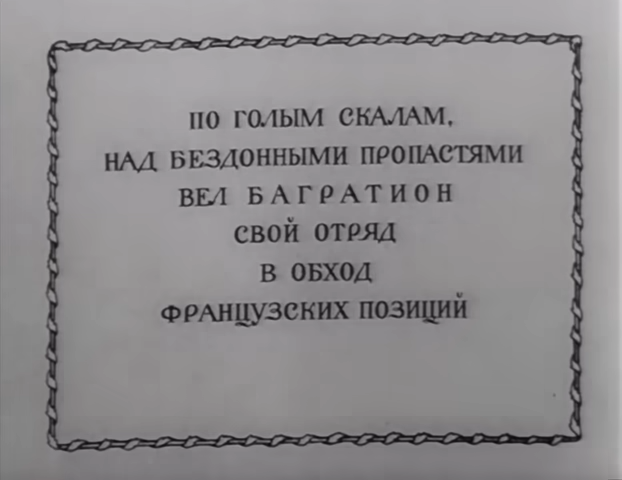 ПО ГОЛЫМ СКАЛАМ,
НАД БЕЗДОННЫМИ ПРОПАСТЯМИ
ВЕЛ БАГРАТИОН
СВОЙ ОТРЯД
В ОБХОД
ФРАНЦУЗСКИХ ПОЗИЦИЙ